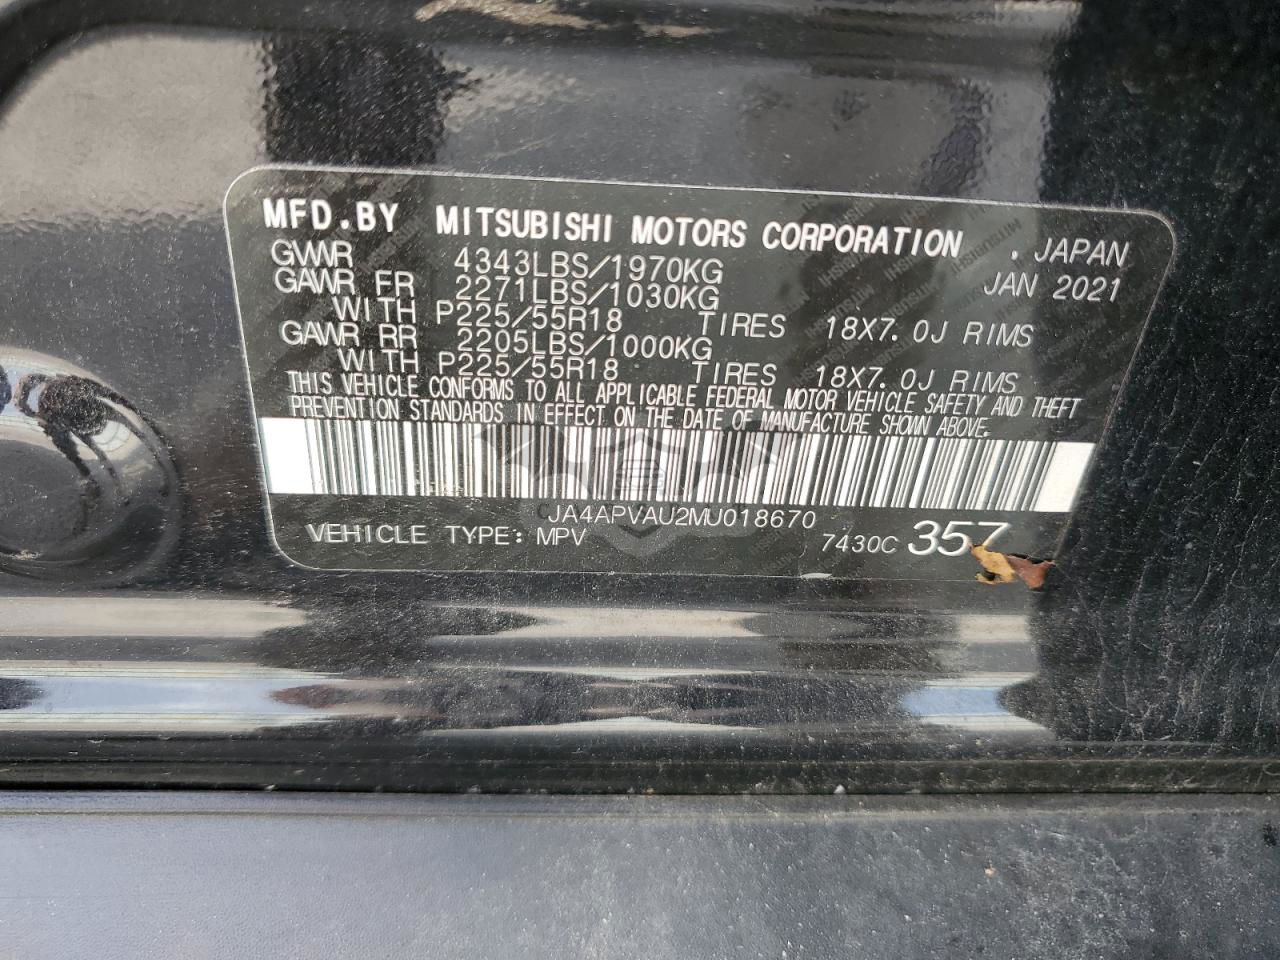 MFD.BY MITSUBISHI MOTORS CORPORATION . JAPAN
GVWR 4343LBS/1970KG JAN 2021
GAWR FR 2271LBS/1030KG
WITH P225/55R18 TIRES 18X7.0J RIMS
GAWR RR 2205LBS/1000KG
WITH P225/55R18 TIRES 18X7.0J RIMS
THIS VEHICLE CONFORMS TO ALL APPLICABLE FEDERAL MOTOR VEHICLE SAFETY AND THEFT
PREVENTION STANDARDS IN EFFECT ON THE DATE OF MANUFACTURE SHOWN ABOVE.
JA4APVAU2MU018670
VEHICLE TYPE: MPV 7430C 357